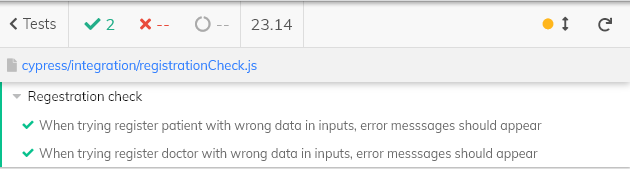 Tests 2 -- -- 23.14
cypress/integration/registrationCheck.js
Regestration check
When trying register patient with wrong data in inputs, error messsages should appear
When trying register doctor with wrong data in inputs, error messsages should appear